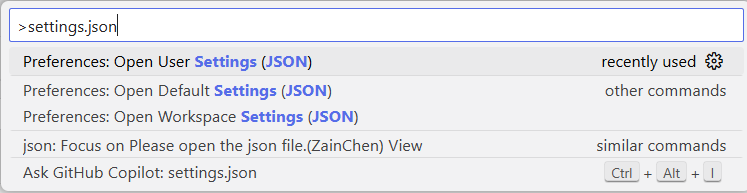 >settings.json
Preferences: Open User Settings (JSON) recently used
Preferences: Open Default Settings (JSON) other commands
Preferences: Open Workspace Settings (JSON)
json: Focus on Please open the json file.(ZainChen) View similar commands
Ask GitHub Copilot: settings.json Ctrl + Alt + I